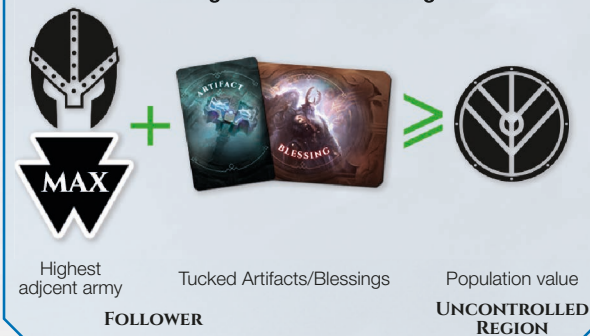 MAX
ARTIFACT
BLESSING
Highest
adjcent army
Tucked Artifacts/Blessings
Population value
FOLLOWER
UNCONTROLLED
REGION